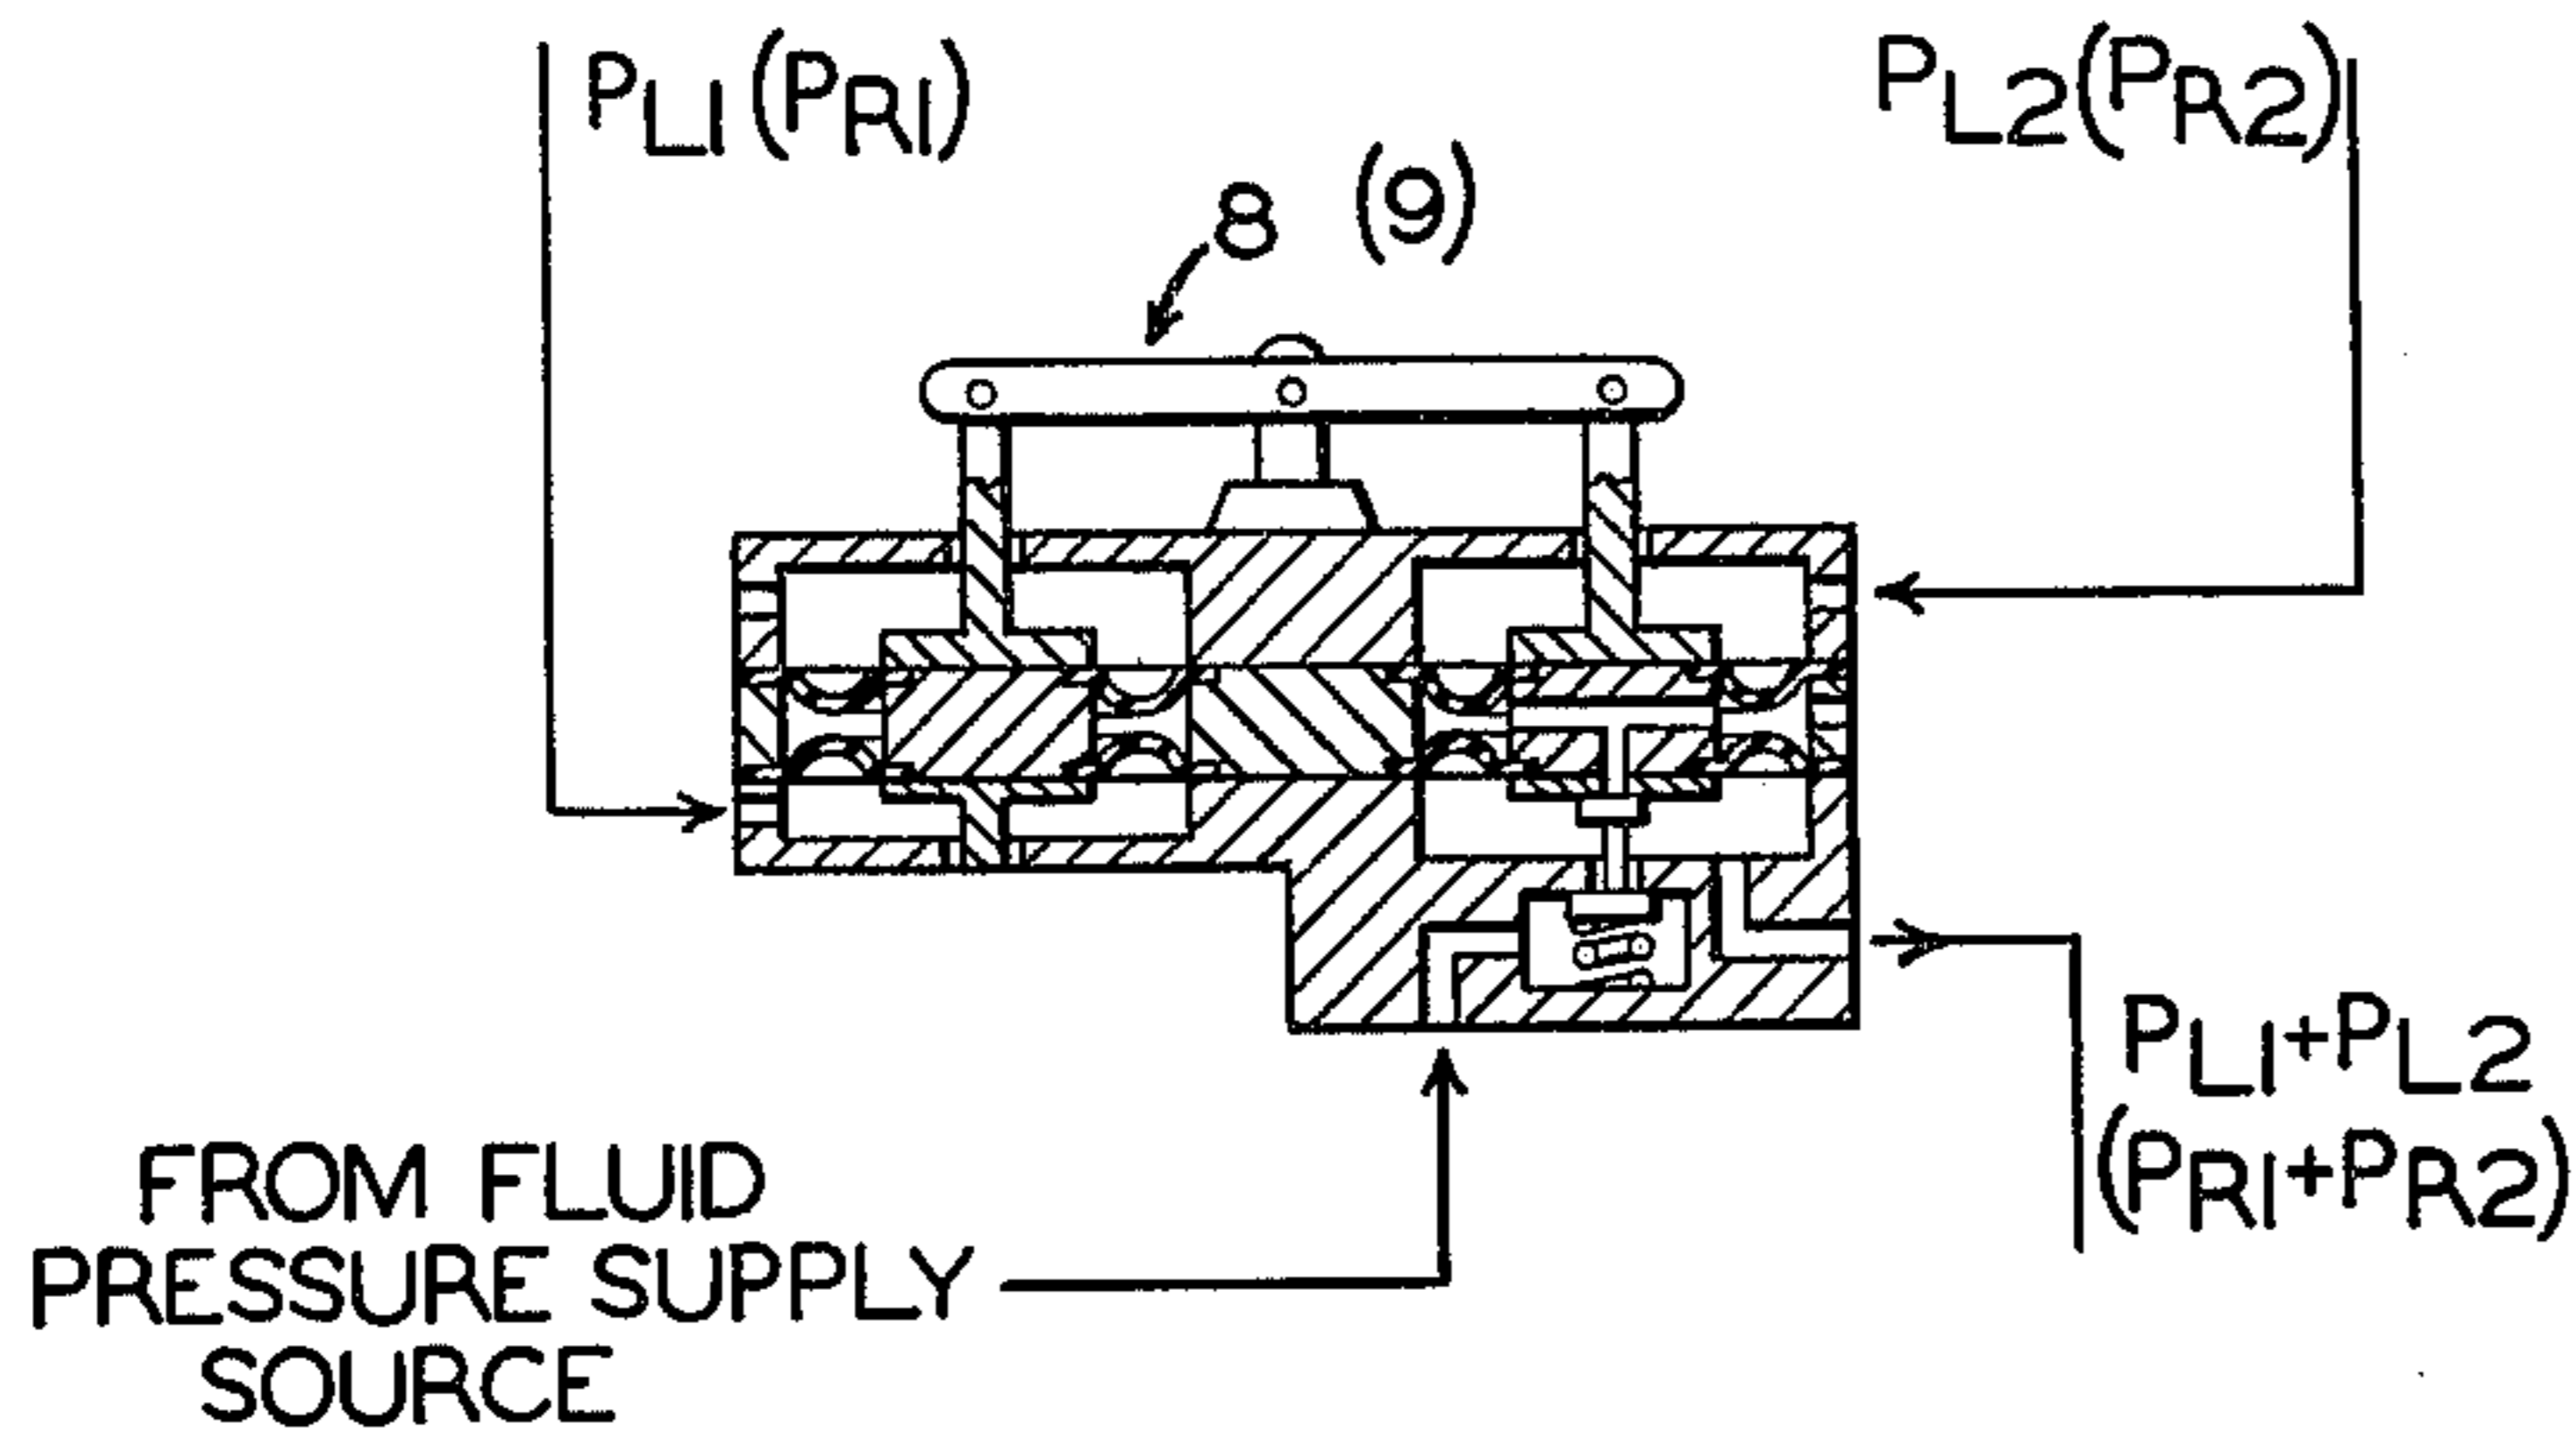 PL1(PR1)
PL2(PR2)
8 (9)
PL1+PL2
(PR1+PR2)
FROM FLUID
PRESSURE SUPPLY
SOURCE